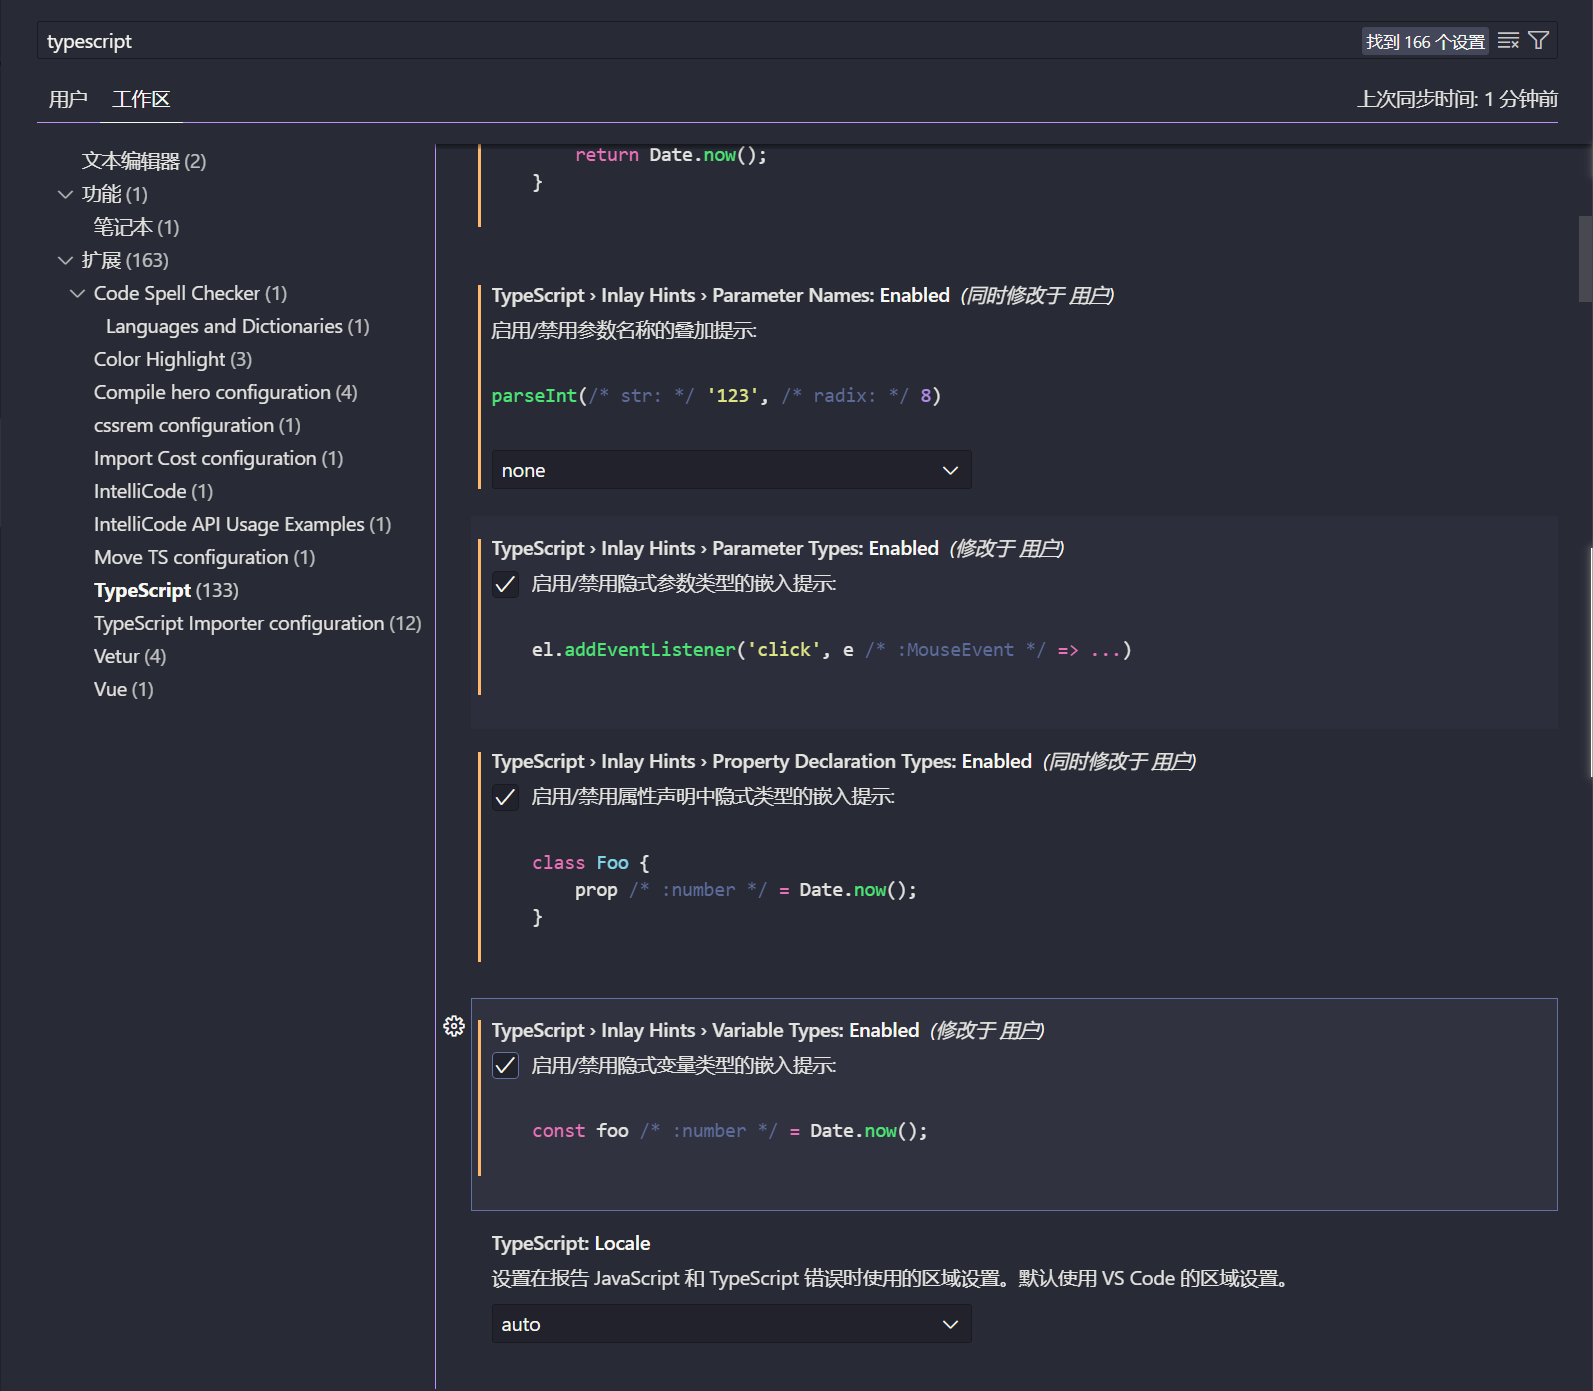 typescript
找到 166 个设置
用户
工作区
上次同步时间: 1 分钟前
文本编辑器 (2)
功能 (1)
笔记本 (1)
扩展 (163)
Code Spell Checker (1)
Languages and Dictionaries (1)
Color Highlight (3)
Compile hero configuration (4)
cssrem configuration (1)
Import Cost configuration (1)
IntelliCode (1)
IntelliCode API Usage Examples (1)
Move TS configuration (1)
TypeScript (133)
TypeScript Importer configuration (12)
Vetur (4)
Vue (1)
return Date.now();
}
TypeScript › Inlay Hints › Parameter Names: Enabled (同时修改于 用户)
启用/禁用参数名称的叠加提示:
parseInt(/* str: */ '123', /* radix: */ 8)
none
TypeScript › Inlay Hints › Parameter Types: Enabled (修改于 用户)
启用/禁用隐式参数类型的嵌入提示:
el.addEventListener('click', e /* :MouseEvent */ => ...)
TypeScript › Inlay Hints › Property Declaration Types: Enabled (同时修改于 用户)
启用/禁用属性声明中隐式类型的嵌入提示:
class Foo {
prop /* :number */ = Date.now();
}
TypeScript › Inlay Hints › Variable Types: Enabled (修改于 用户)
启用/禁用隐式变量类型的嵌入提示:
const foo /* :number */ = Date.now();
TypeScript: Locale
设置在报告 JavaScript 和 TypeScript 错误时使用的区域设置。默认使用 VS Code 的区域设置。
auto